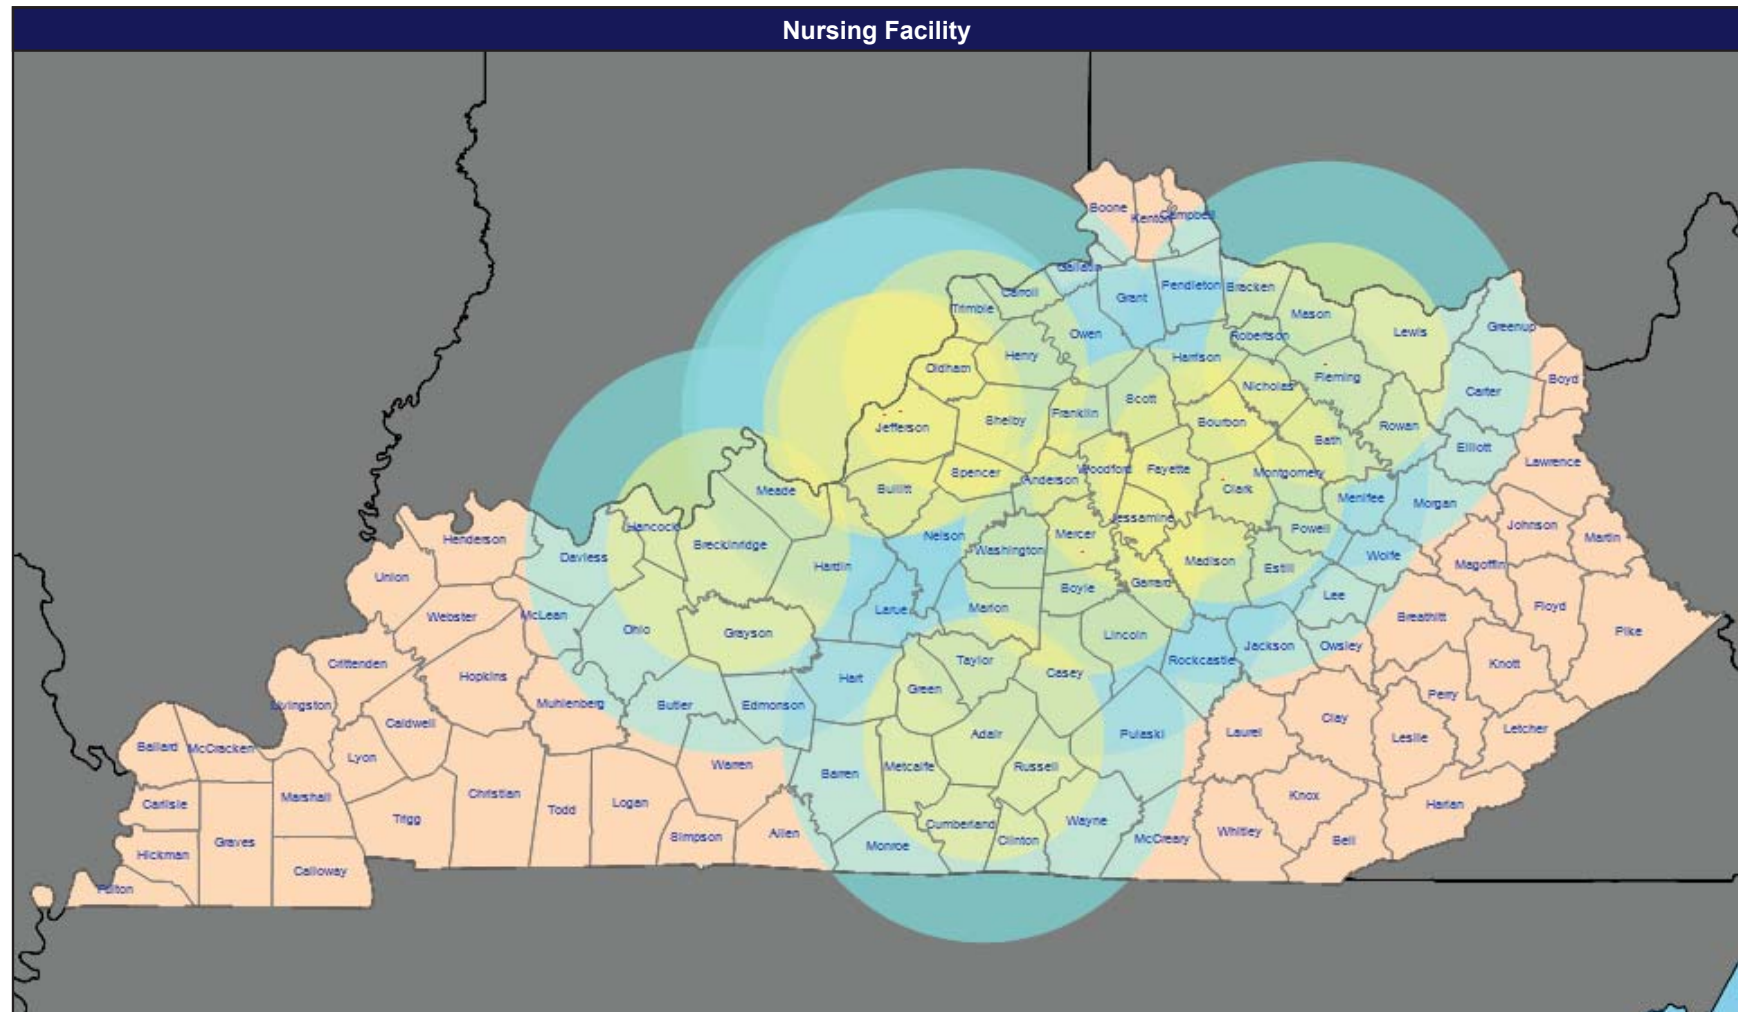 Nursing Facility
Boone
Kenton
Campbell
Gallatin
Carroll
Trimble
Grant
Pendleton
Bracken
Mason
Lewis
Greenup
Owen
Robertson
Henry
Harrison
Oldham
Fleming
Nicholas
Carter
Boyd
Scott
Franklin
Shelby
Jefferson
Bourbon
Rowan
Bath
Elliott
Lawrence
Spencer
Anderson
Woodford
Fayette
Montgomery
Clark
Bullitt
Meade
Menifee
Morgan
Jessamine
Johnson
Martin
Hancock
Powell
Nelson
Mercer
Henderson
Breckinridge
Washington
Daviess
Wolfe
Madison
Magoffin
Hardin
Estill
Union
Garrard
Boyle
Lee
Larue
Marion
Floyd
Webster
McLean
Breathitt
Ohio
Grayson
Lincoln
Pike
Jackson
Owsley
Taylor
Rockcastle
Crittenden
Knott
Casey
Hopkins
Hart
Green
Perry
Livingston
Muhlenberg
Butler
Edmonson
Clay
Caldwell
Letcher
Adair
Pulaski
Laurel
Leslie
Ballard
McCracken
Lyon
Warren
Metcalfe
Russell
Barren
Christian
Knox
Marshall
Carlisle
Logan
Harlan
Todd
Trigg
Wayne
Cumberland
Whitley
Allen
Simpson
McCreary
Clinton
Bell
Graves
Monroe
Hickman
Calloway
Fulton